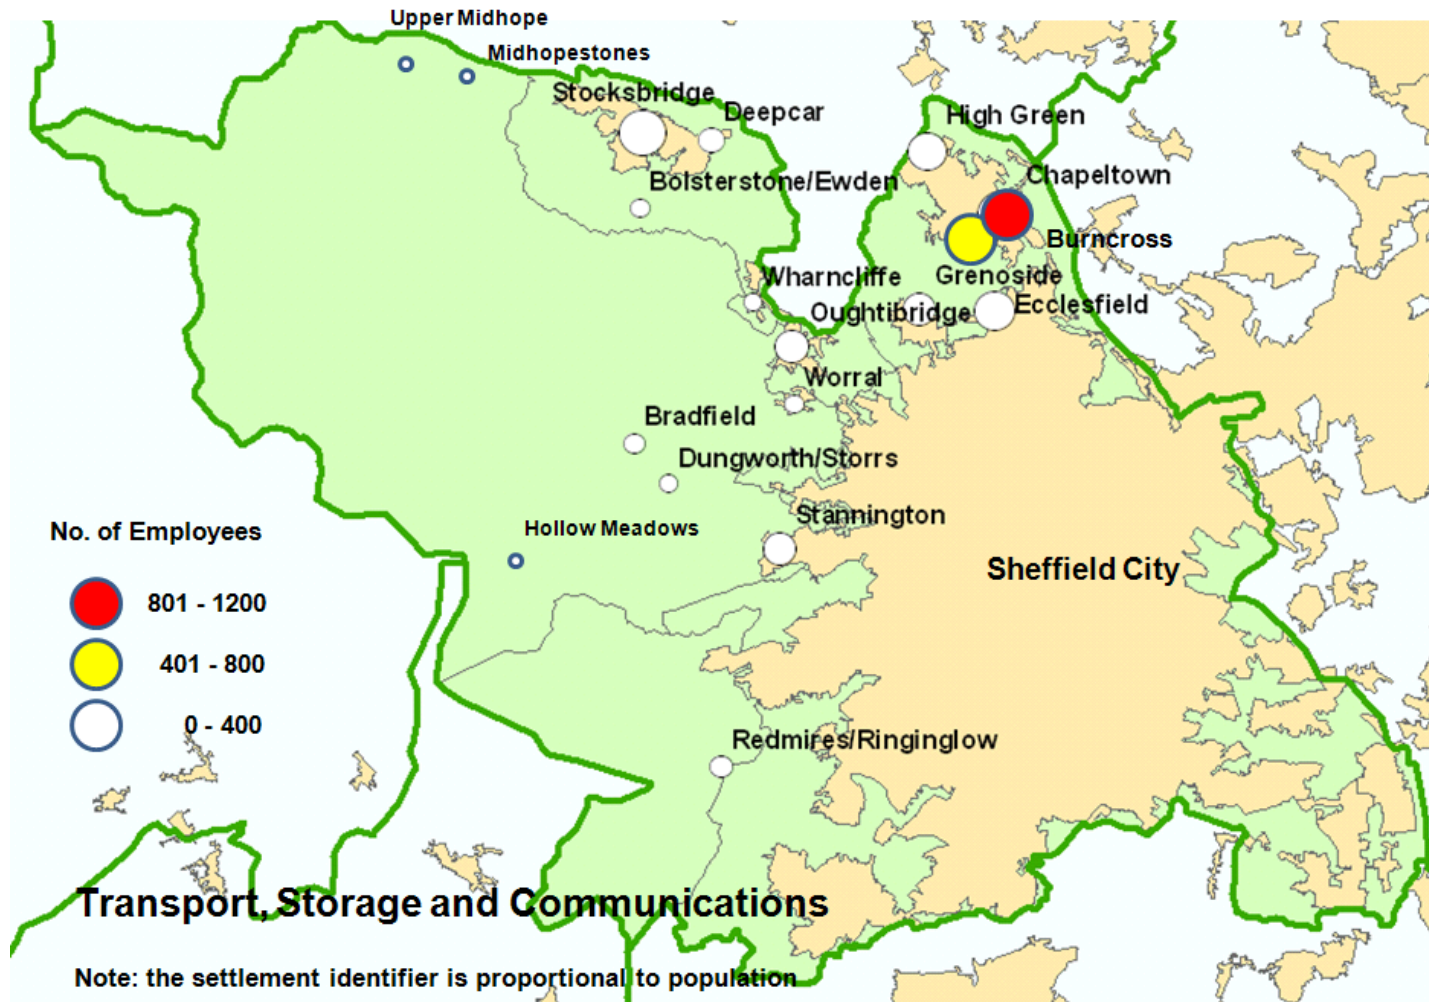 Upper Midhope
Midhopestones
Stocksbridge
Deepcar
High Green
Bolsterstone/Ewden
Chapeltown
Burncross
Wharncliffe
Grenoside
Oughtibridge
Ecclesfield
Worral
Bradfield
Dungworth/Storrs
Stannington
Hollow Meadows
Sheffield City
No. of Employees
801 - 1200
401 - 800
0 - 400
Redmires/Ringinglow
Transport, Storage and Communications
Note: the settlement identifier is proportional to population